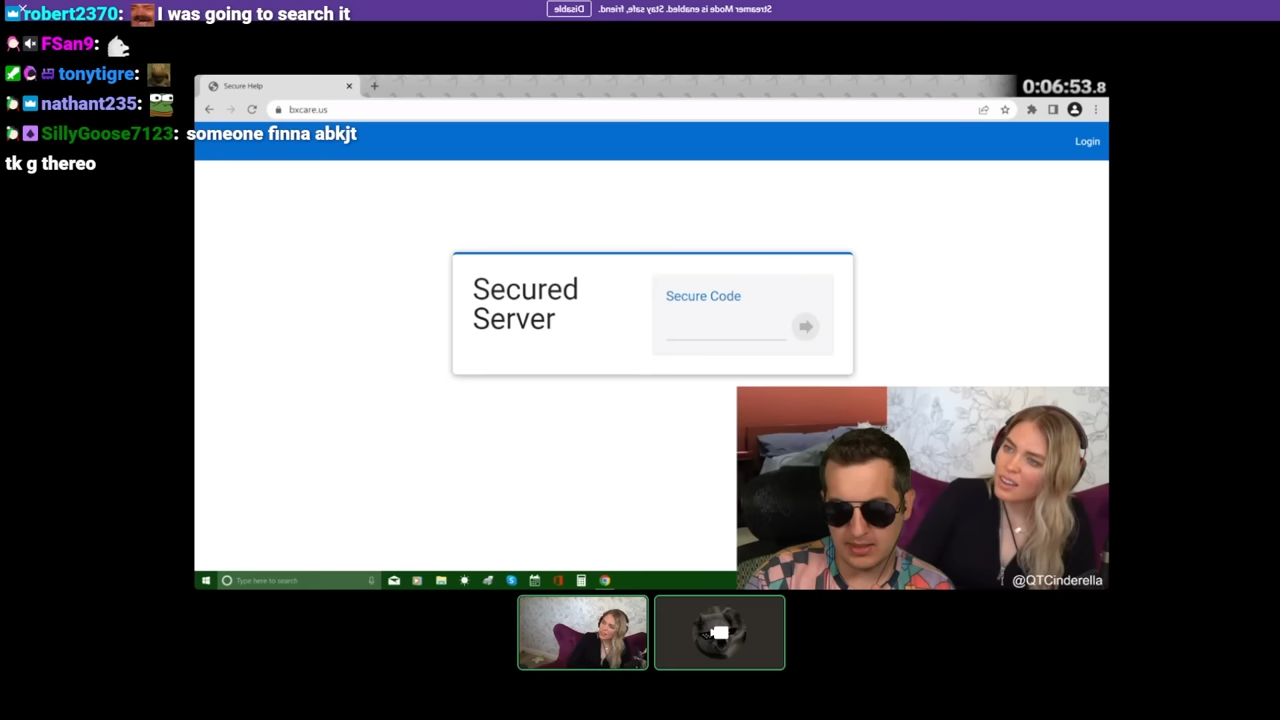 robert2370: I was going to search it
Streamer Mode is enabled. Stay safe, friend. Disable
FSan9:
tonytigre:
nathant235:
SillyGoose7123: someone finna abkjt
tk g thereo
Secure Help
0:06:53.8
bxcare.us
Login
Secured
Server
Secure Code
@QTCinderella
Type here to search